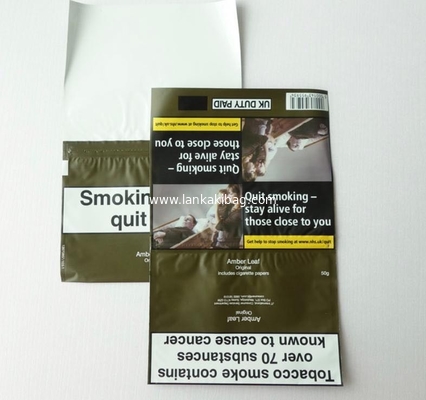 UK DUTY PAID
Get help to stop smoking at www.nhs.uk/quit
Quit smoking –
stay alive for
those close to you
Quit smoking –
stay alive for
those close to you
Get help to stop smoking at www.nhs.uk/quit
Smokin
quit
www.lankakibag.com
Amber Leaf
Amber Leaf
Original
includes cigarette papers
50g
Amber Leaf
Original
Tobacco smoke contains
over 70 substances
known to cause cancer